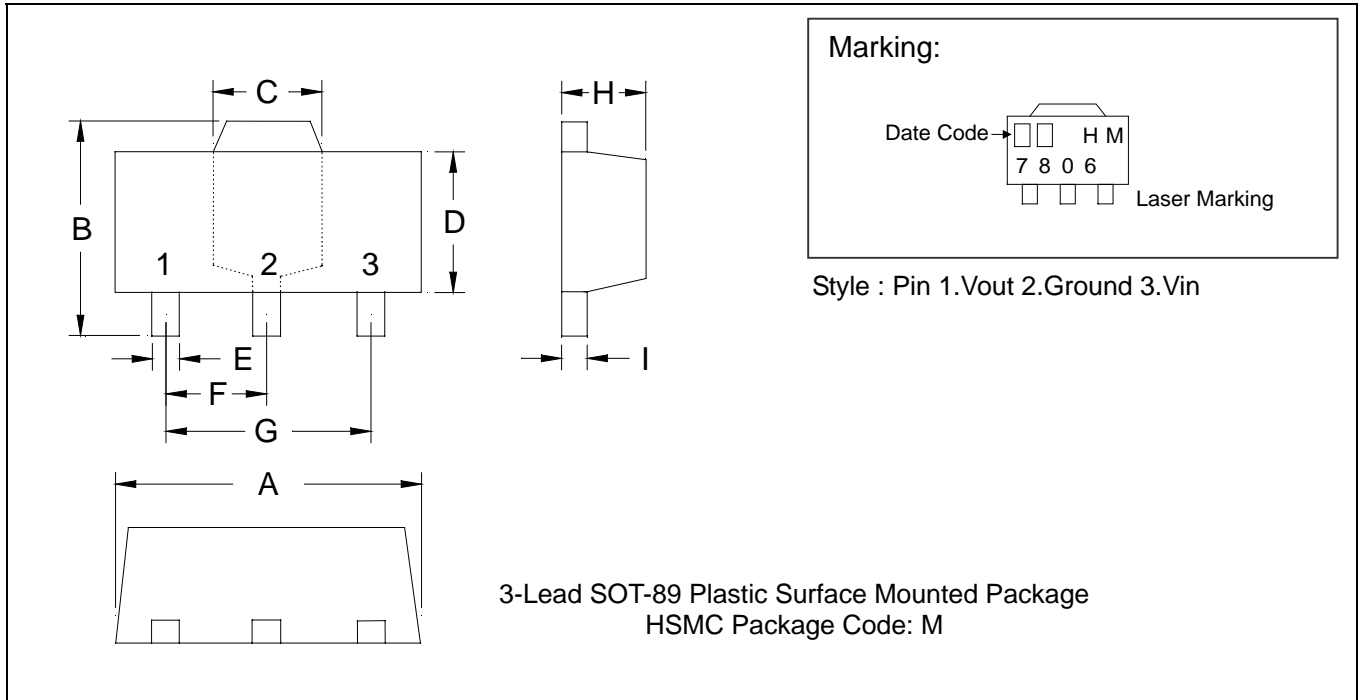 Marking:
Date Code
H M
7 8 0 6
Laser Marking
Style : Pin 1.Vout 2.Ground 3.Vin
C
H
B
D
1 2 3
E
I
F
G
A
3-Lead SOT-89 Plastic Surface Mounted Package
HSMC Package Code: M